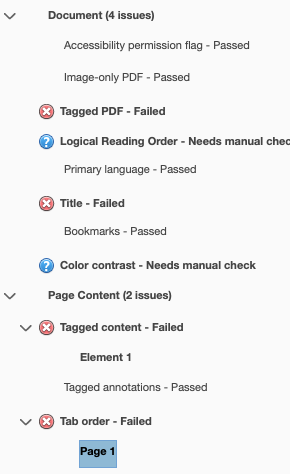 Document (4 issues)
Accessibility permission flag - Passed
Image-only PDF - Passed
Tagged PDF - Failed
Logical Reading Order - Needs manual chec
Primary language - Passed
Title - Failed
Bookmarks - Passed
Color contrast - Needs manual check
Page Content (2 issues)
Tagged content - Failed
Element 1
Tagged annotations - Passed
Tab order - Failed
Page 1